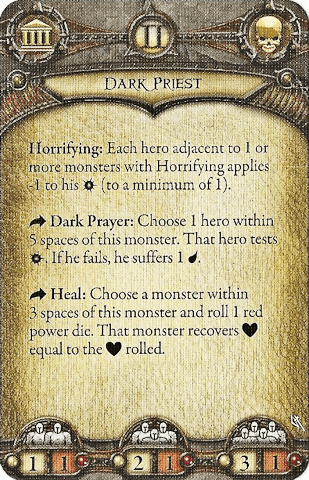 II
DARK PRIEST
Horrifying: Each hero adjacent to 1 or
more monsters with Horrifying applies
-1 to his (to a minimum of 1).
Dark Prayer: Choose 1 hero within
5 spaces of this monster. That hero tests
. If he fails, he suffers 1 .
Heal: Choose a monster within
3 spaces of this monster and roll 1 red
power die. That monster recovers
equal to the rolled.
1 1 2 1 3 1